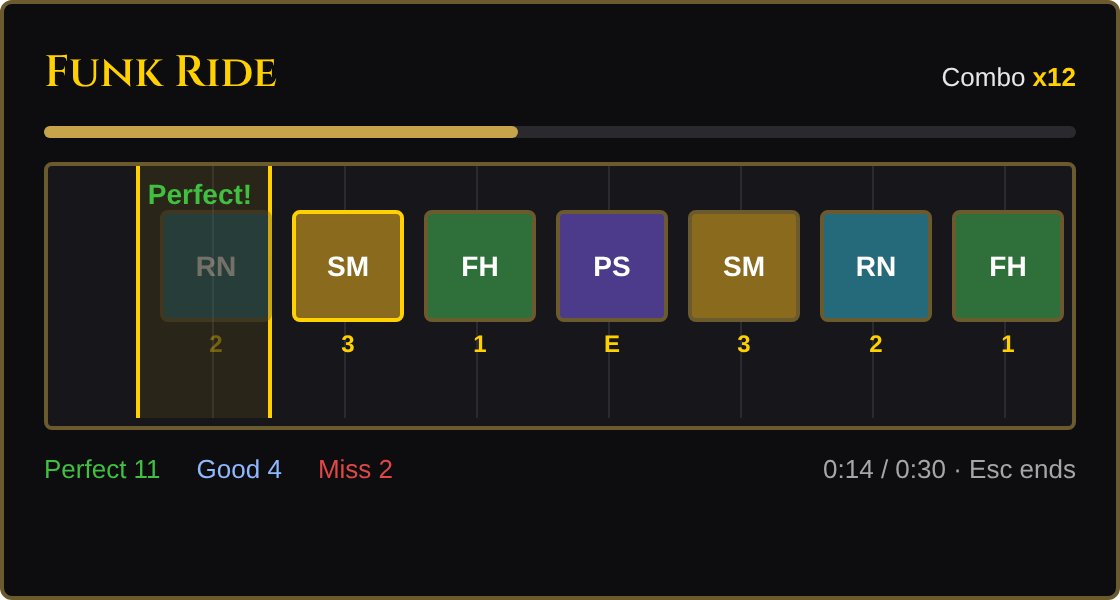 Funk Ride
Combo x12
Perfect!
RN SM FH PS SM RN FH
2 3 1 E 3 2 1
Perfect 11 Good 4 Miss 2
0:14 / 0:30 · Esc ends